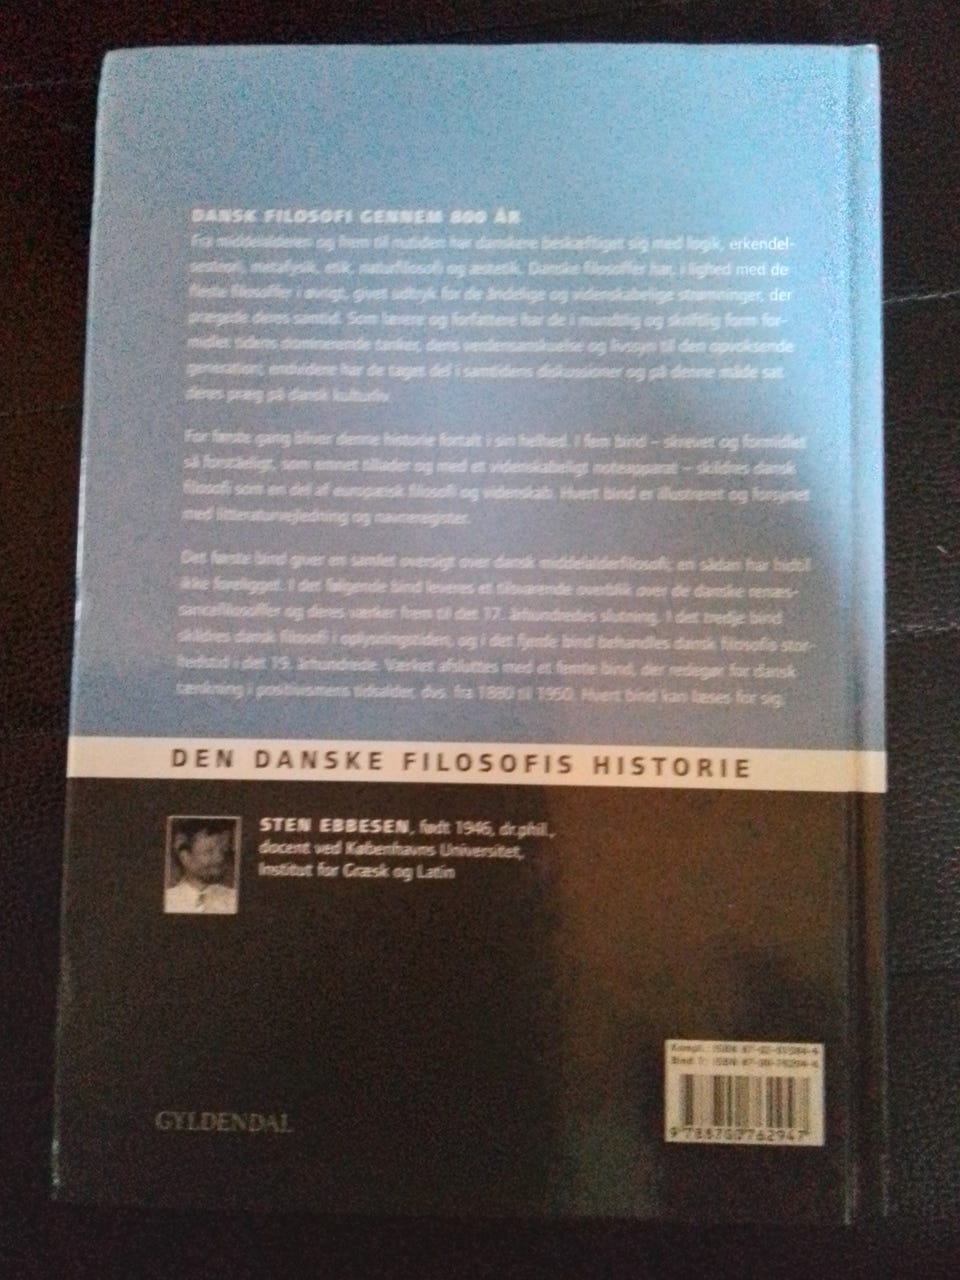 DANSK FILOSOFI GENNEM 800 ÅR
Fra middelalderen og frem til nutiden har danskere beskæftiget sig med logik, erkendel-
sesteori, metafysik, etik, naturfilosofi og æstetik. Danske filosoffer har, i lighed med de
fleste filosoffer i øvrigt, givet udtryk for de åndelige og videnskabelige strømninger, der
prægede deres samtid. Som lærere og forfattere har de i mundtlig og skriftlig form for-
midlet tidens dominerende tanker, dens verdensanskuelse og livssyn til den opvoksende
generation; endvidere har de taget del i samtidens diskussioner og på denne måde sat
deres præg på dansk kulturliv.
For første gang bliver denne historie fortalt i sin helhed. I fem bind – skrevet og formidlet
så forståeligt, som emnet tillader og med et videnskabeligt noteapparat – skildres dansk
filosofi som en del af europæisk filosofi og videnskab. Hvert bind er illustreret og forsynet
med litteraturvejledning og navneregister.
Det første bind giver en samlet oversigt over dansk middelalderfilosofi; en sådan har hidtil
ikke foreligget. I det følgende bind leveres et tilsvarende overblik over de danske renæs-
sancefilosoffer og deres værker frem til det 17. århundredes slutning. I det tredje bind
skildres dansk filosofi i oplysningstiden, og i det fjerde bind behandles dansk filosofis stor-
hedstid i det 19. århundrede. Værket afsluttes med et femte bind, der redegør for dansk
tænkning i positivismens tidsalder, dvs. fra 1880 til 1950. Hvert bind kan læses for sig.
DEN DANSKE FILOSOFIS HISTORIE
STEN EBBESEN, født 1946, dr.phil.,
docent ved Københavns Universitet,
Institut for Græsk og Latin
Kompl.: ISBN
Bind 1: ISBN
9 788700 762947
GYLDENDAL